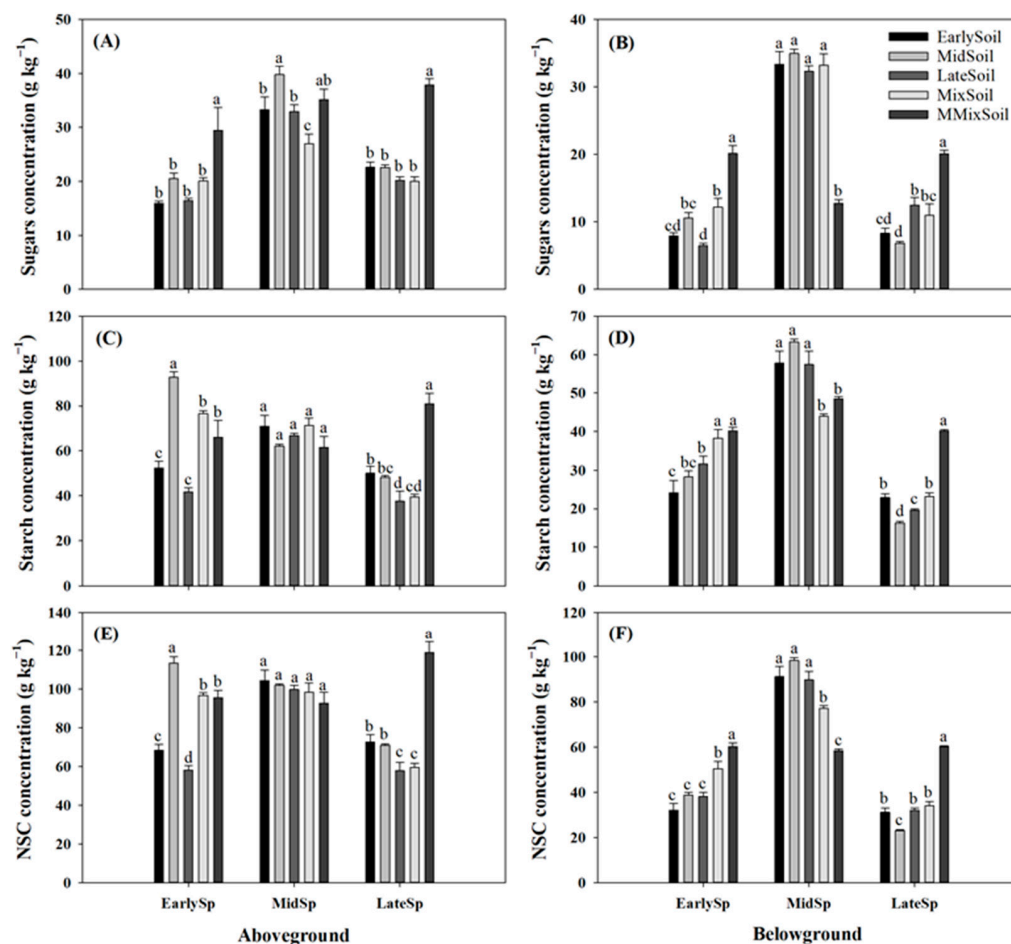 (A)
Sugars concentration (g kg⁻¹)
50
40
30
20
10
0
b b b b a
b a b c ab
b b b b a
(B)
Sugars concentration (g kg⁻¹)
40
30
20
10
0
EarlySoil
MidSoil
LateSoil
MixSoil
MMixSoil
cd bc d b a
a a a a b
cd d b bc a
(C)
Starch concentration (g kg⁻¹)
120
100
80
60
40
20
0
c a c b b
a a a a a
b bc d cd a
(D)
Starch concentration (g kg⁻¹)
70
60
50
40
30
20
10
0
c bc b a a
a a a b b
b d c b a
(E)
NSC concentration (g kg⁻¹)
140
120
100
80
60
40
20
0
c a d b b
a a a a a
b b c c a
EarlySp MidSp LateSp
Aboveground
(F)
NSC concentration (g kg⁻¹)
120
100
80
60
40
20
0
c c c b a
a a a b c
b c b b a
EarlySp MidSp LateSp
Belowground